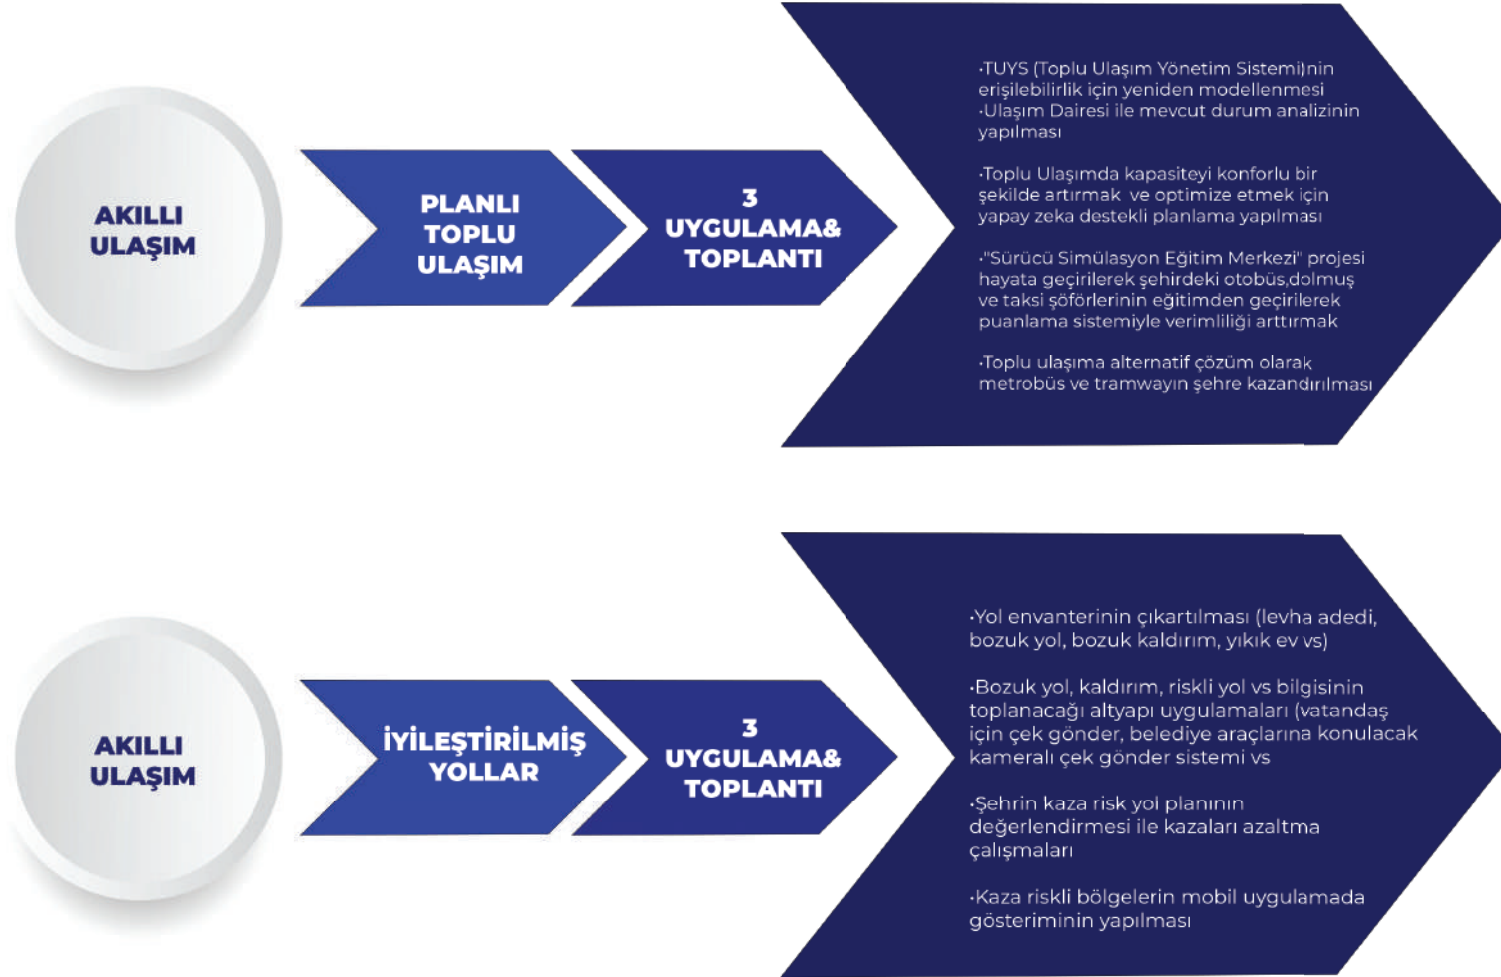 AKILLI
ULAŞIM
PLANLI
TOPLU
ULAŞIM
3
UYGULAMA&
TOPLANTI
•TUYS (Toplu Ulaşım Yönetim Sistemi)nin
erişilebilirlik için yeniden modellenmesi
•Ulaşım Dairesi ile mevcut durum analizinin
yapılması
•Toplu Ulaşımda kapasiteyi konforlu bir
şekilde artırmak ve optimize etmek için
yapay zeka destekli planlama yapılması
•"Sürücü Simülasyon Eğitim Merkezi" projesi
hayata geçirilerek şehirdeki otobüs,dolmuş
ve taksi şöförlerinin eğitimden geçirilerek
puanlama sistemiyle verimliliği arttırmak
•Toplu ulaşıma alternatif çözüm olarak
metrobüs ve tramwayın şehre kazandırılması
AKILLI
ULAŞIM
İYİLEŞTİRİLMİŞ
YOLLAR
3
UYGULAMA&
TOPLANTI
•Yol envanterinin çıkartılması (levha adedi,
bozuk yol, bozuk kaldırım, yıkık ev vs)
•Bozuk yol, kaldırım, riskli yol vs bilgisinin
toplanacağı altyapı uygulamaları (vatandaş
için çek gönder, belediye araçlarına konulacak
kameralı çek gönder sistemi vs
•Şehrin kaza risk yol planının
değerlendirmesi ile kazaları azaltma
çalışmaları
•Kaza riskli bölgelerin mobil uygulamada
gösteriminin yapılması